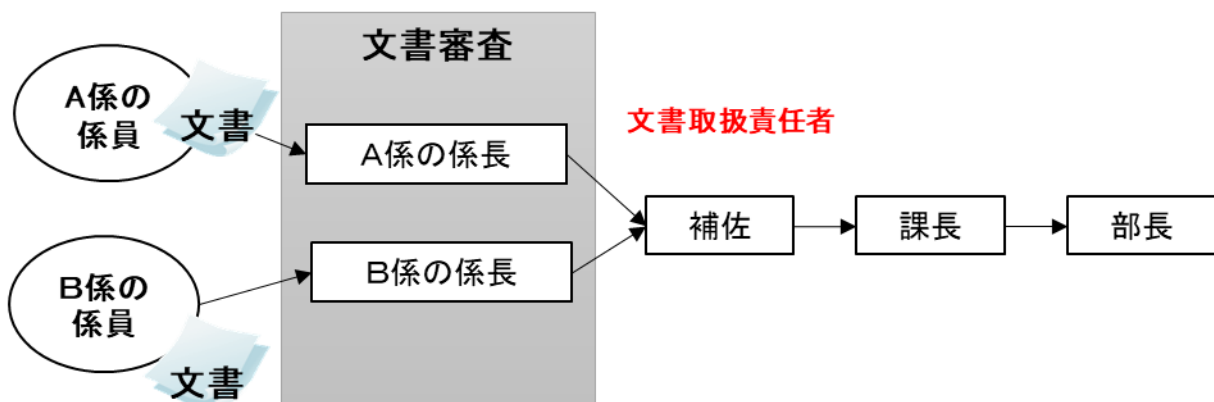 文書審査
A係の
係員
文書
A係の係長
文書取扱責任者
補佐
課長
部長
B係の係長
B係の
係員
文書